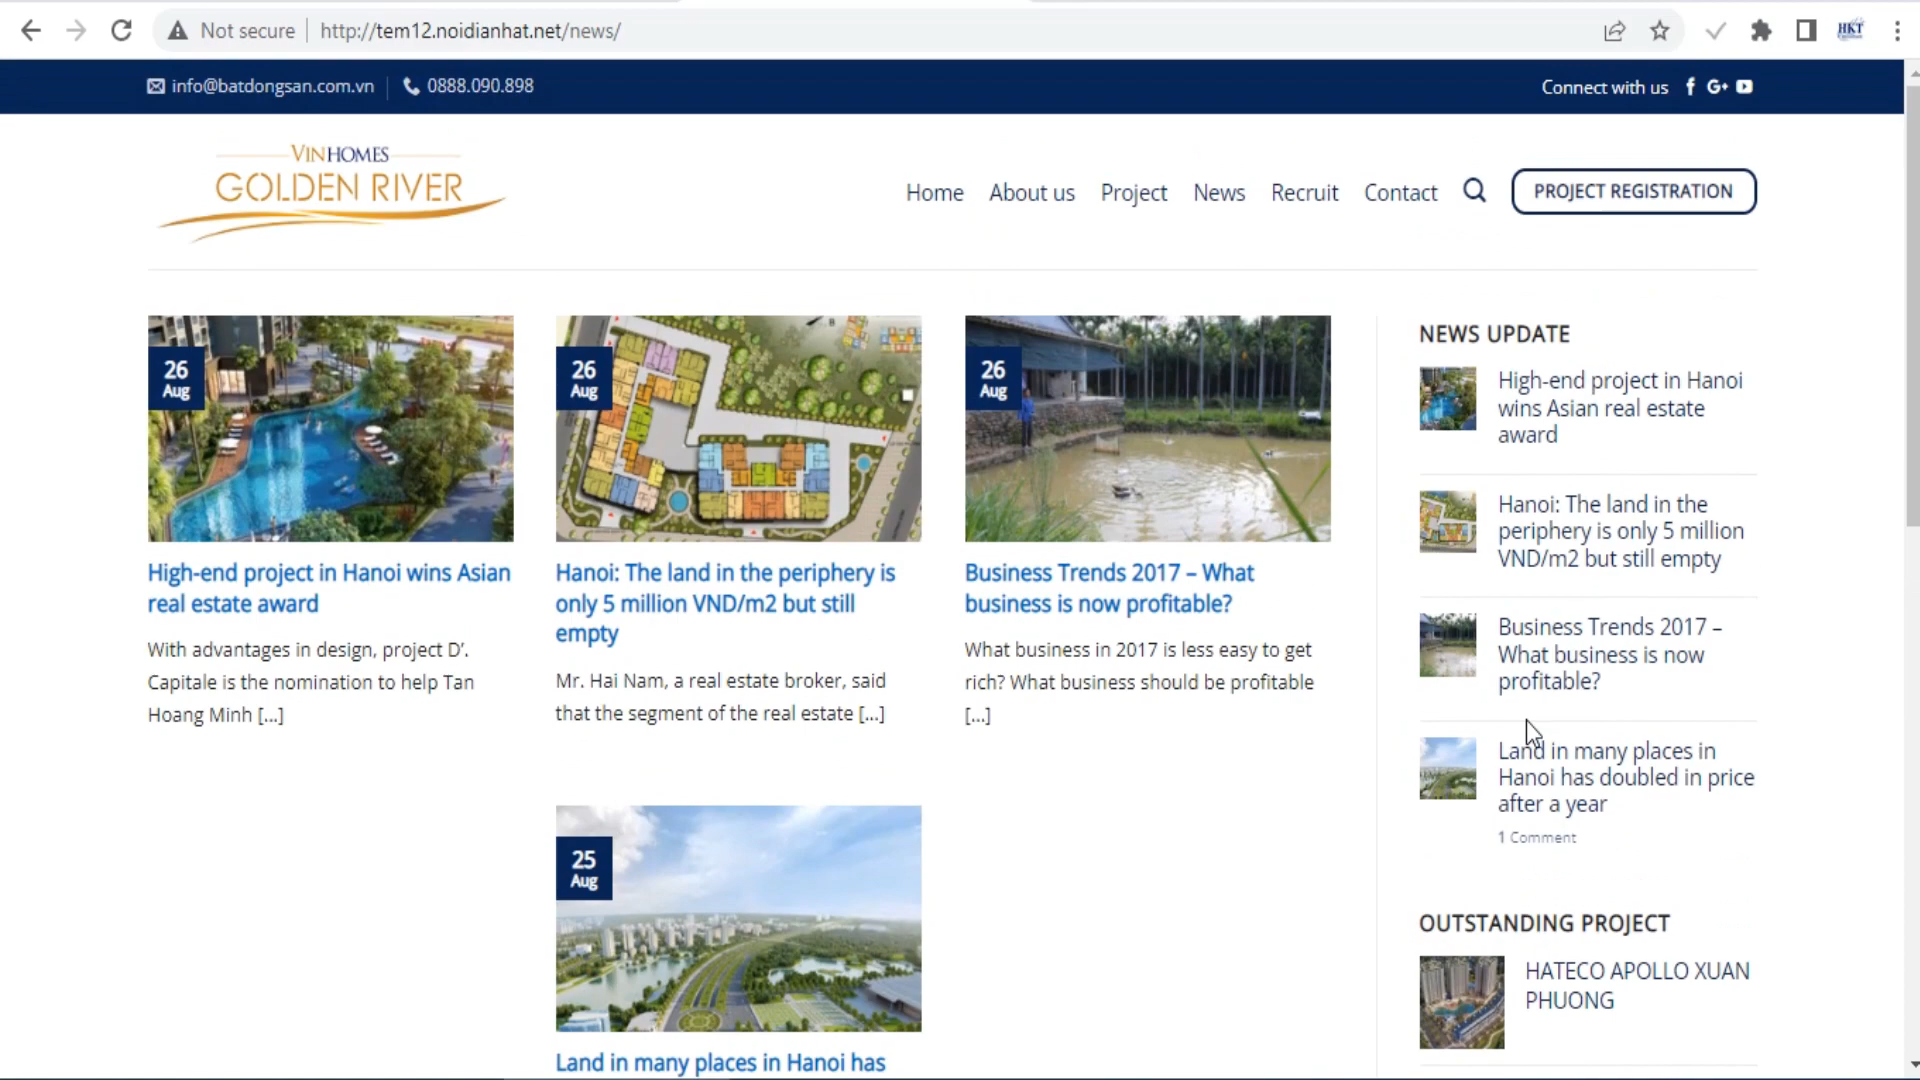 Not secure
http://tem12.noidianhat.net/news/
HKT
info@batdongsan.com.vn
0888.090.898
Connect with us
G+
VINHOMES
GOLDEN RIVER
Home
About us
Project
News
Recruit
Contact
PROJECT REGISTRATION
26
Aug
High-end project in Hanoi wins Asian
real estate award
With advantages in design, project D’.
Capitale is the nomination to help Tan
Hoang Minh [...]
26
Aug
Hanoi: The land in the periphery is
only 5 million VND/m2 but still
empty
Mr. Hai Nam, a real estate broker, said
that the segment of the real estate [...]
26
Aug
Business Trends 2017 – What
business is now profitable?
What business in 2017 is less easy to get
rich? What business should be profitable
[...]
25
Aug
Land in many places in Hanoi has
NEWS UPDATE
High-end project in Hanoi
wins Asian real estate
award
Hanoi: The land in the
periphery is only 5 million
VND/m2 but still empty
Business Trends 2017 –
What business is now
profitable?
Land in many places in
Hanoi has doubled in price
after a year
1 Comment
OUTSTANDING PROJECT
HATECO APOLLO XUAN
PHUONG